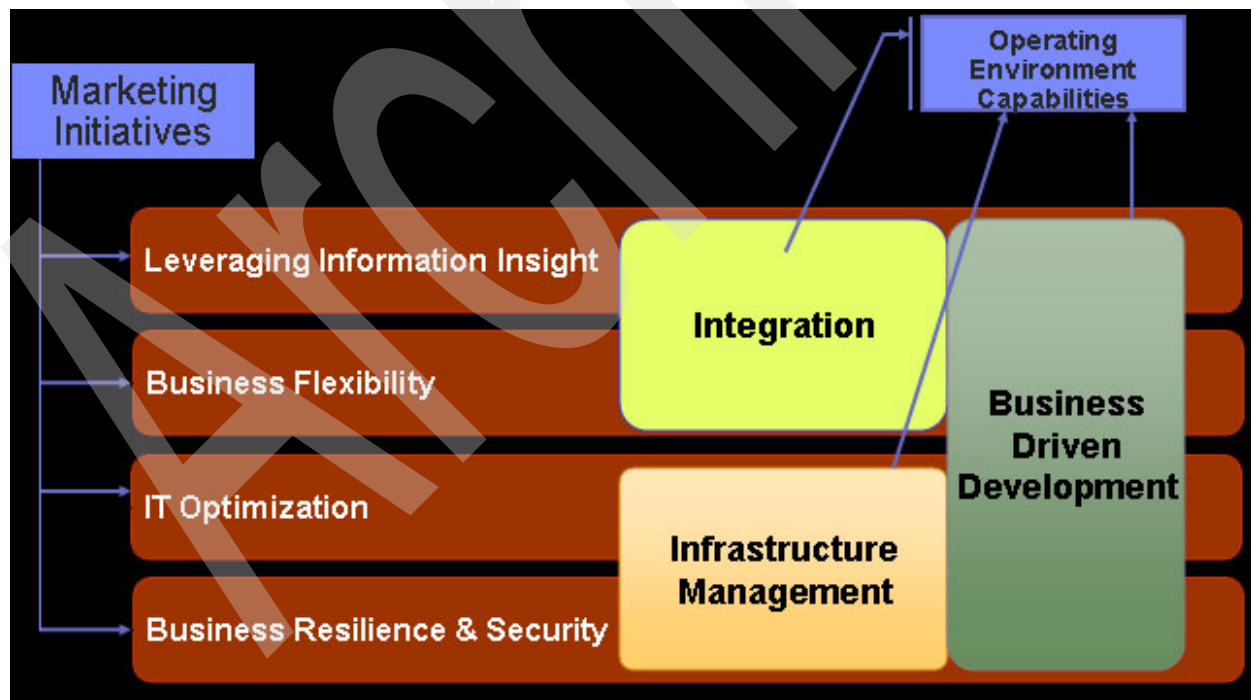 Operating
Environment
Capabilities
Marketing
Initiatives
Leveraging Information Insight
Integration
Business Flexibility
Business
Driven
Development
IT Optimization
Infrastructure
Management
Business Resilience & Security